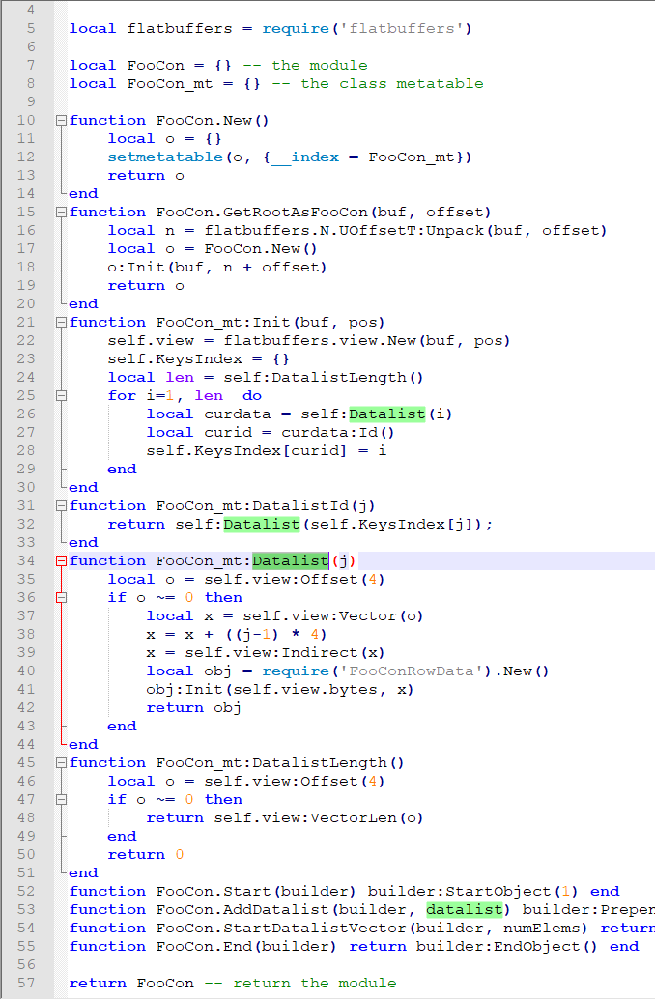 4
5 local flatbuffers = require('flatbuffers')
6
7 local FooCon = {} -- the module
8 local FooCon_mt = {} -- the class metatable
9
10 function FooCon.New()
11     local o = {}
12     setmetatable(o, {__index = FooCon_mt})
13     return o
14 end
15 function FooCon.GetRootAsFooCon(buf, offset)
16     local n = flatbuffers.N.UOffsetT:Unpack(buf, offset)
17     local o = FooCon.New()
18     o:Init(buf, n + offset)
19     return o
20 end
21 function FooCon_mt:Init(buf, pos)
22     self.view = flatbuffers.view.New(buf, pos)
23     self.KeysIndex = {}
24     local len = self:DatalistLength()
25     for i=1, len  do
26         local curdata = self:Datalist(i)
27         local curid = curdata:Id()
28         self.KeysIndex[curid] = i
29     end
30 end
31 function FooCon_mt:DatalistId(j)
32     return self:Datalist(self.KeysIndex[j]);
33 end
34 function FooCon_mt:Datalist(j)
35     local o = self.view:Offset(4)
36     if o ~= 0 then
37         local x = self.view:Vector(o)
38         x = x + ((j-1) * 4)
39         x = self.view:Indirect(x)
40         local obj = require('FooConRowData').New()
41         obj:Init(self.view.bytes, x)
42         return obj
43     end
44 end
45 function FooCon_mt:DatalistLength()
46     local o = self.view:Offset(4)
47     if o ~= 0 then
48         return self.view:VectorLen(o)
49     end
50     return 0
51 end
52 function FooCon.Start(builder) builder:StartObject(1) end
53 function FooCon.AddDatalist(builder, datalist) builder:Prepen
54 function FooCon.StartDatalistVector(builder, numElems) return
55 function FooCon.End(builder) return builder:EndObject() end
56
57 return FooCon -- return the module